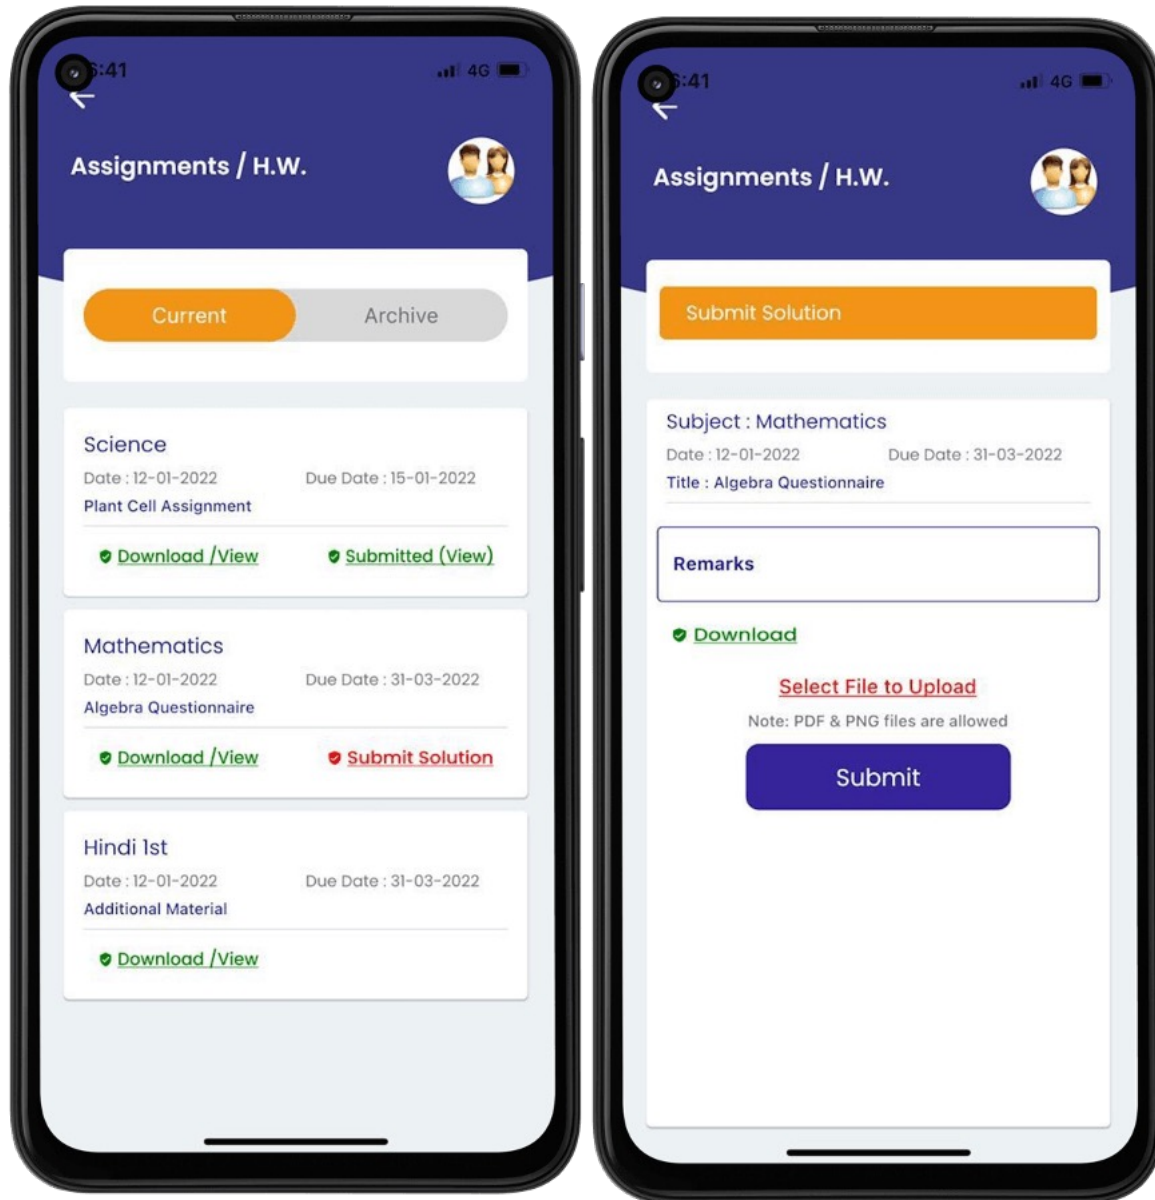 6:41
4G
Assignments / H.W.
Current
Archive
Science
Date : 12-01-2022
Due Date : 15-01-2022
Plant Cell Assignment
Download /View
Submitted (View)
Mathematics
Date : 12-01-2022
Due Date : 31-03-2022
Algebra Questionnaire
Download /View
Submit Solution
Hindi 1st
Date : 12-01-2022
Due Date : 31-03-2022
Additional Material
Download /View
6:41
4G
Assignments / H.W.
Submit Solution
Subject : Mathematics
Date : 12-01-2022
Due Date : 31-03-2022
Title : Algebra Questionnaire
Remarks
Download
Select File to Upload
Note: PDF & PNG files are allowed
Submit